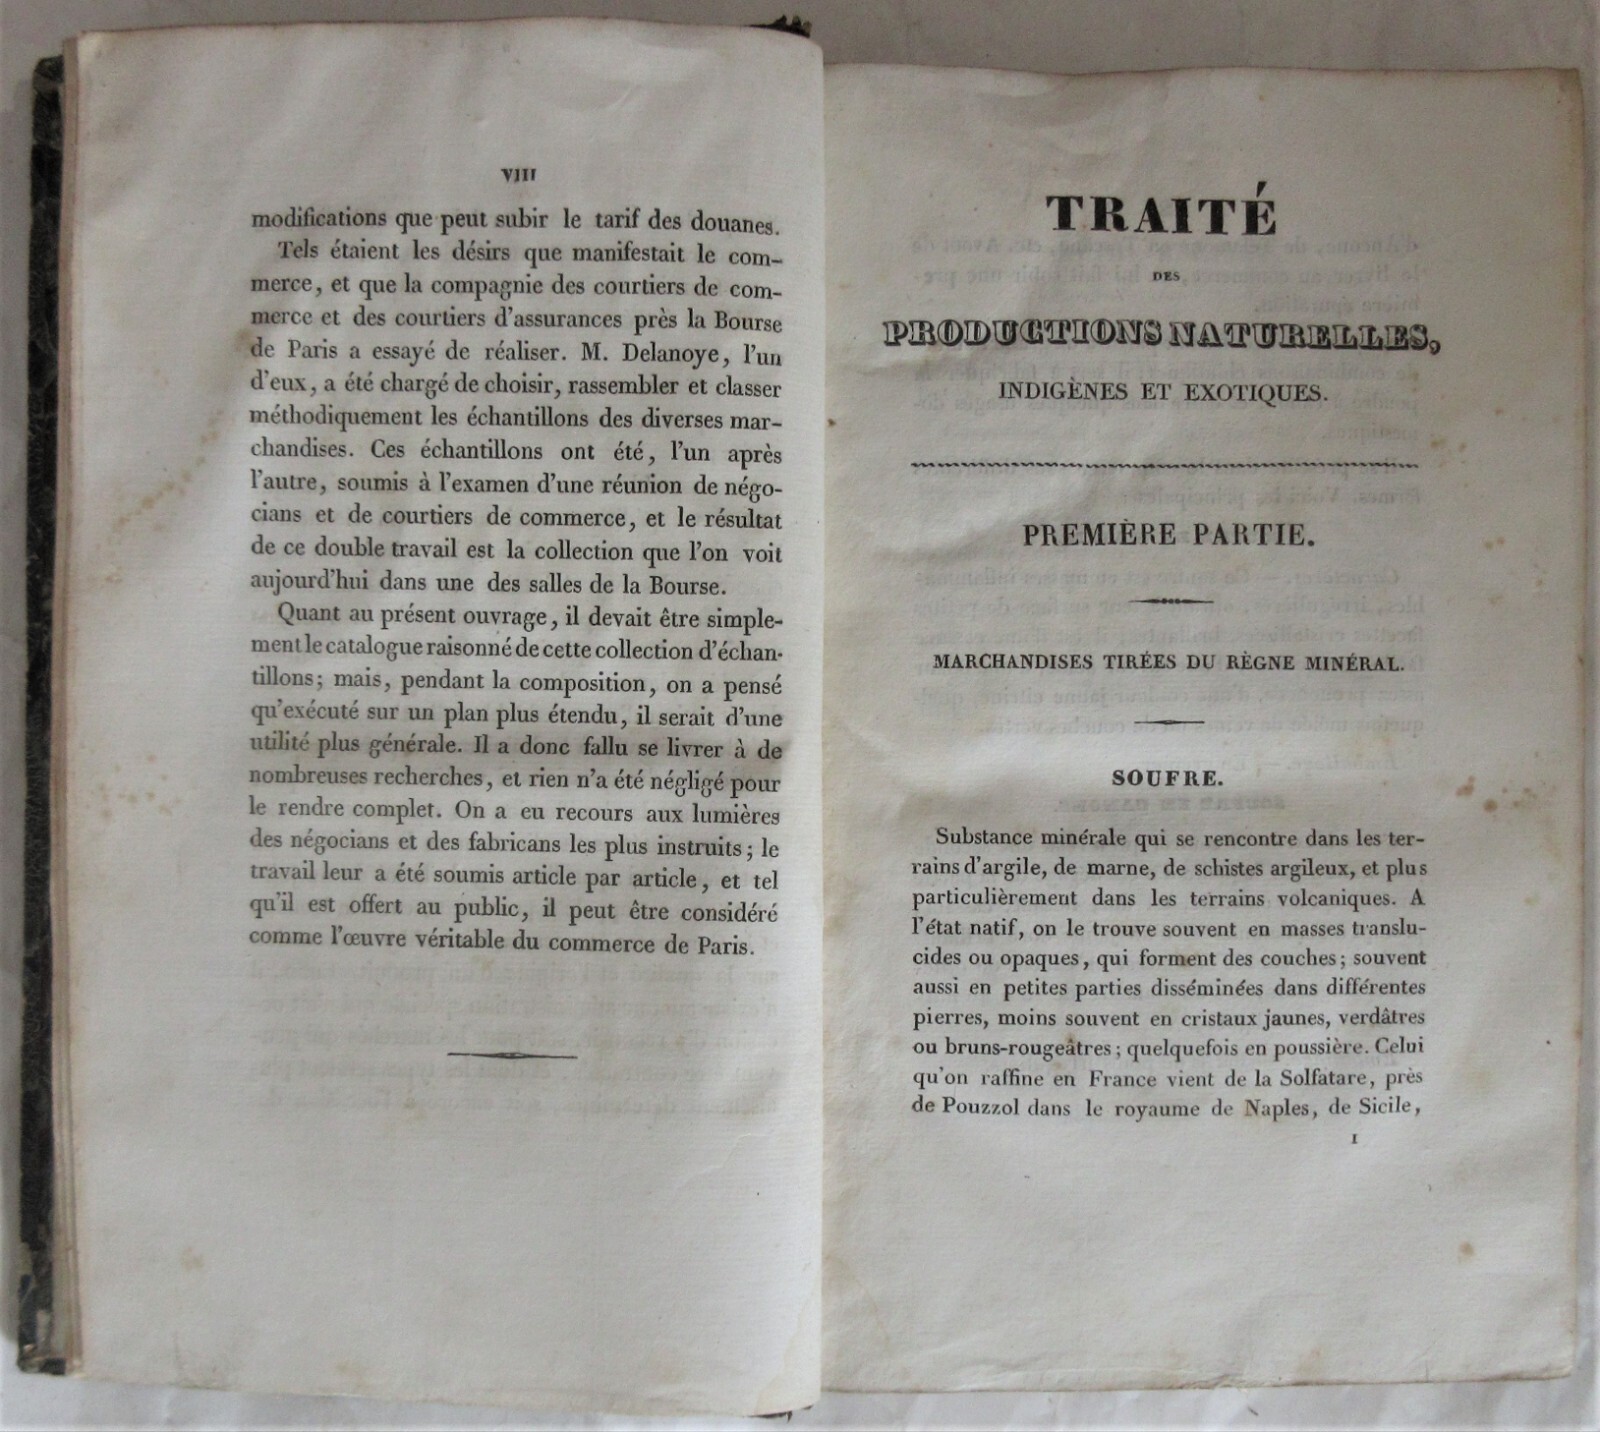 VIII
modifications que peut subir le tarif des douanes.
Tels étaient les désirs que manifestait le com-
merce, et que la compagnie des courtiers de com-
merce et des courtiers d'assurances près la Bourse
de Paris a essayé de réaliser. M. Delanoye, l'un
d'eux, a été chargé de choisir, rassembler et classer
méthodiquement les échantillons des diverses mar-
chandises. Ces échantillons ont été, l'un après
l'autre, soumis à l'examen d'une réunion de négo-
cians et de courtiers de commerce, et le résultat
de ce double travail est la collection que l'on voit
aujourd'hui dans une des salles de la Bourse.
Quant au présent ouvrage, il devait être simple-
ment le catalogue raisonné de cette collection d'échan-
tillons; mais, pendant la composition, on a pensé
qu'exécuté sur un plan plus étendu, il serait d'une
utilité plus générale. Il a donc fallu se livrer à de
nombreuses recherches, et rien n'a été négligé pour
le rendre complet. On a eu recours aux lumières
des négocians et des fabricans les plus instruits; le
travail leur a été soumis article par article, et tel
qu'il est offert au public, il peut être considéré
comme l'œuvre véritable du commerce de Paris.
TRAITÉ
DES
PRODUCTIONS NATURELLES,
INDIGÈNES ET EXOTIQUES.
PREMIÈRE PARTIE.
MARCHANDISES TIRÉES DU RÈGNE MINÉRAL.
SOUFRE.
Substance minérale qui se rencontre dans les ter-
rains d'argile, de marne, de schistes argileux, et plus
particulièrement dans les terrains volcaniques. A
l'état natif, on le trouve souvent en masses translu-
cides ou opaques, qui forment des couches; souvent
aussi en petites parties disséminées dans différentes
pierres, moins souvent en cristaux jaunes, verdâtres
ou bruns-rougeâtres; quelquefois en poussière. Celui
qu'on raffine en France vient de la Solfatare, près
de Pouzzol dans le royaume de Naples, de Sicile,
1